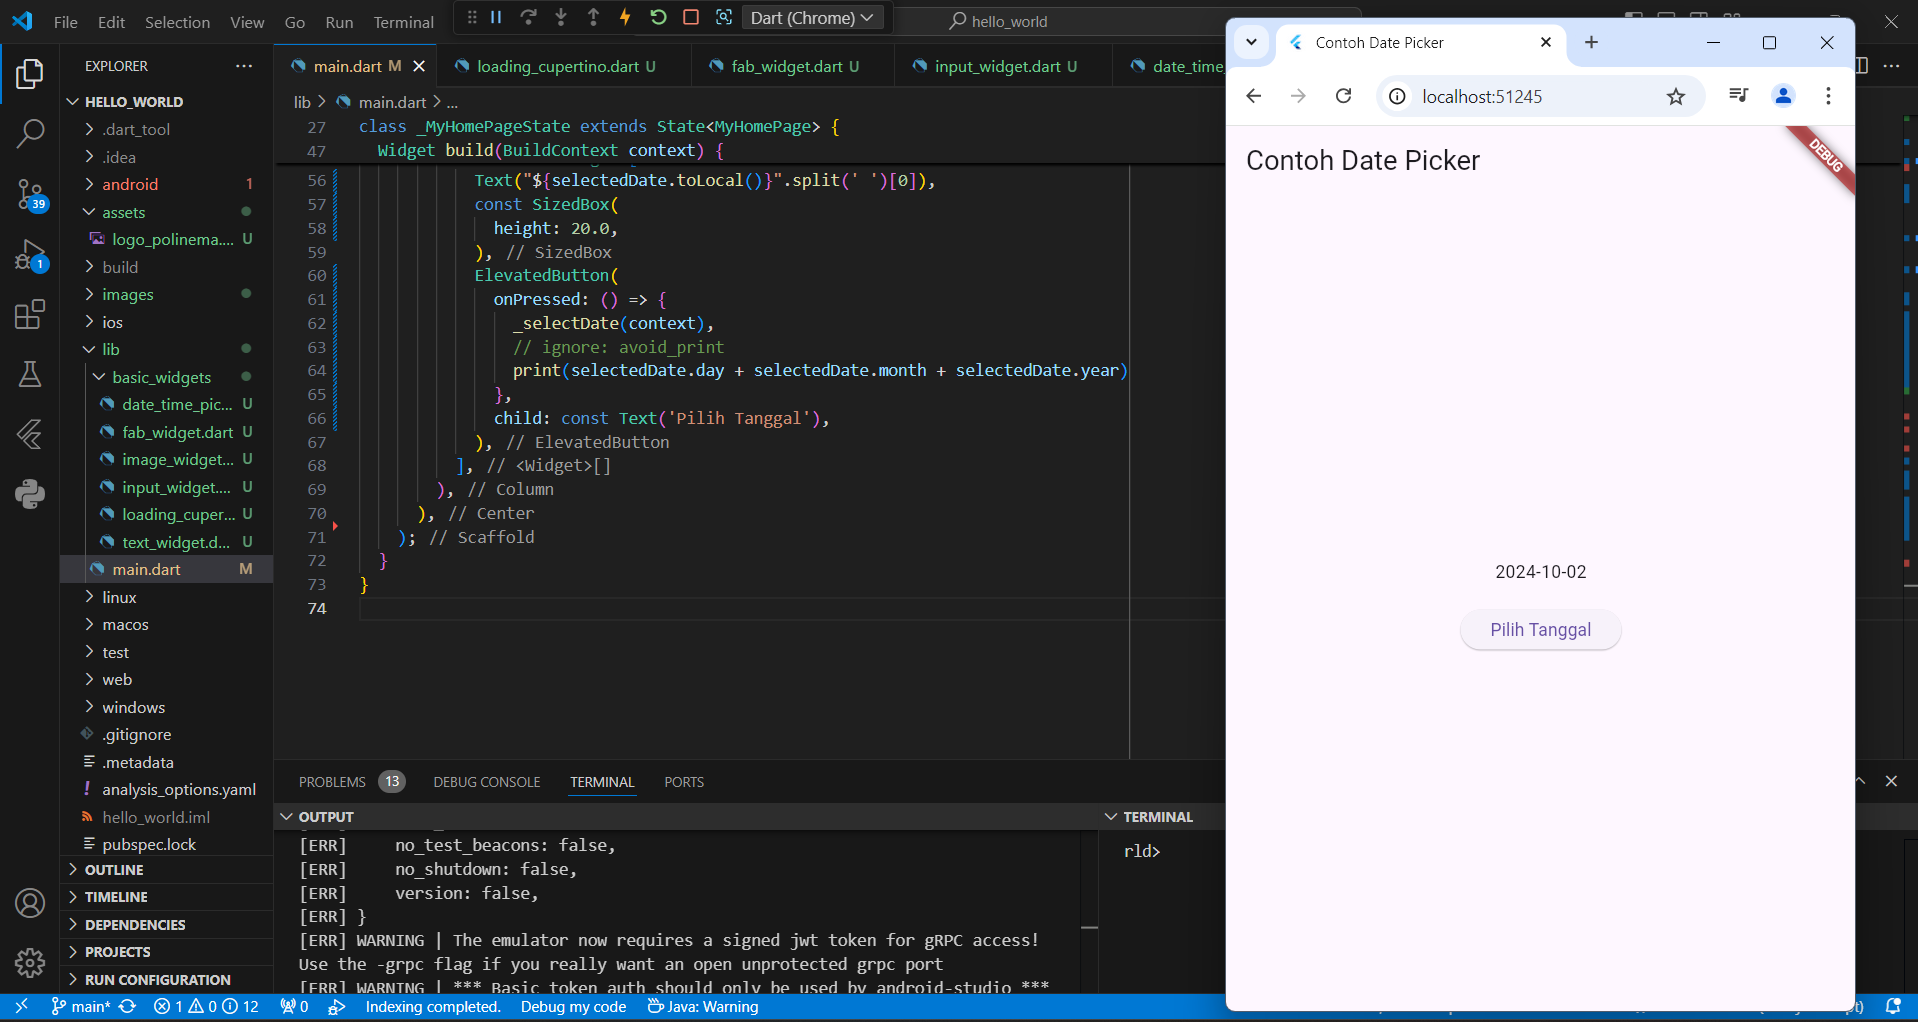 File Edit Selection View Go Run Terminal
Dart (Chrome)
hello_world
EXPLORER
main.dart M
loading_cupertino.dart U
fab_widget.dart U
input_widget.dart U
date_time_
HELLO_WORLD
.dart_tool
.idea
android 1
assets
logo_polinema.... U
build
images
ios
lib
basic_widgets
date_time_pic... U
fab_widget.dart U
image_widget... U
input_widget.... U
loading_cuper... U
text_widget.d... U
main.dart M
linux
macos
test
web
windows
.gitignore
.metadata
analysis_options.yaml
hello_world.iml
pubspec.lock
OUTLINE
TIMELINE
DEPENDENCIES
PROJECTS
RUN CONFIGURATION
39
1
lib > main.dart > ...
27 class _MyHomePageState extends State<MyHomePage> {
47 Widget build(BuildContext context) {
56 Text("${selectedDate.toLocal()}".split(' ')[0]),
57 const SizedBox(
58 height: 20.0,
59 ), // SizedBox
60 ElevatedButton(
61 onPressed: () => {
62 _selectDate(context),
63 // ignore: avoid_print
64 print(selectedDate.day + selectedDate.month + selectedDate.year)
65 },
66 child: const Text('Pilih Tanggal'),
67 ), // ElevatedButton
68 ], // <Widget>[]
69 ), // Column
70 ), // Center
71 ); // Scaffold
72 }
73 }
74
PROBLEMS 13 DEBUG CONSOLE TERMINAL PORTS
OUTPUT
[ERR] no_test_beacons: false,
[ERR] no_shutdown: false,
[ERR] version: false,
[ERR] }
[ERR] WARNING | The emulator now requires a signed jwt token for gRPC access!
Use the -grpc flag if you really want an open unprotected grpc port
[ERR] WARNING | *** Basic token auth should only be used by android-studio ***
TERMINAL
rld>
main* 1 0 12 0 Indexing completed. Debug my code Java: Warning
Contoh Date Picker
localhost:51245
Contoh Date Picker
DEBUG
2024-10-02
Pilih Tanggal